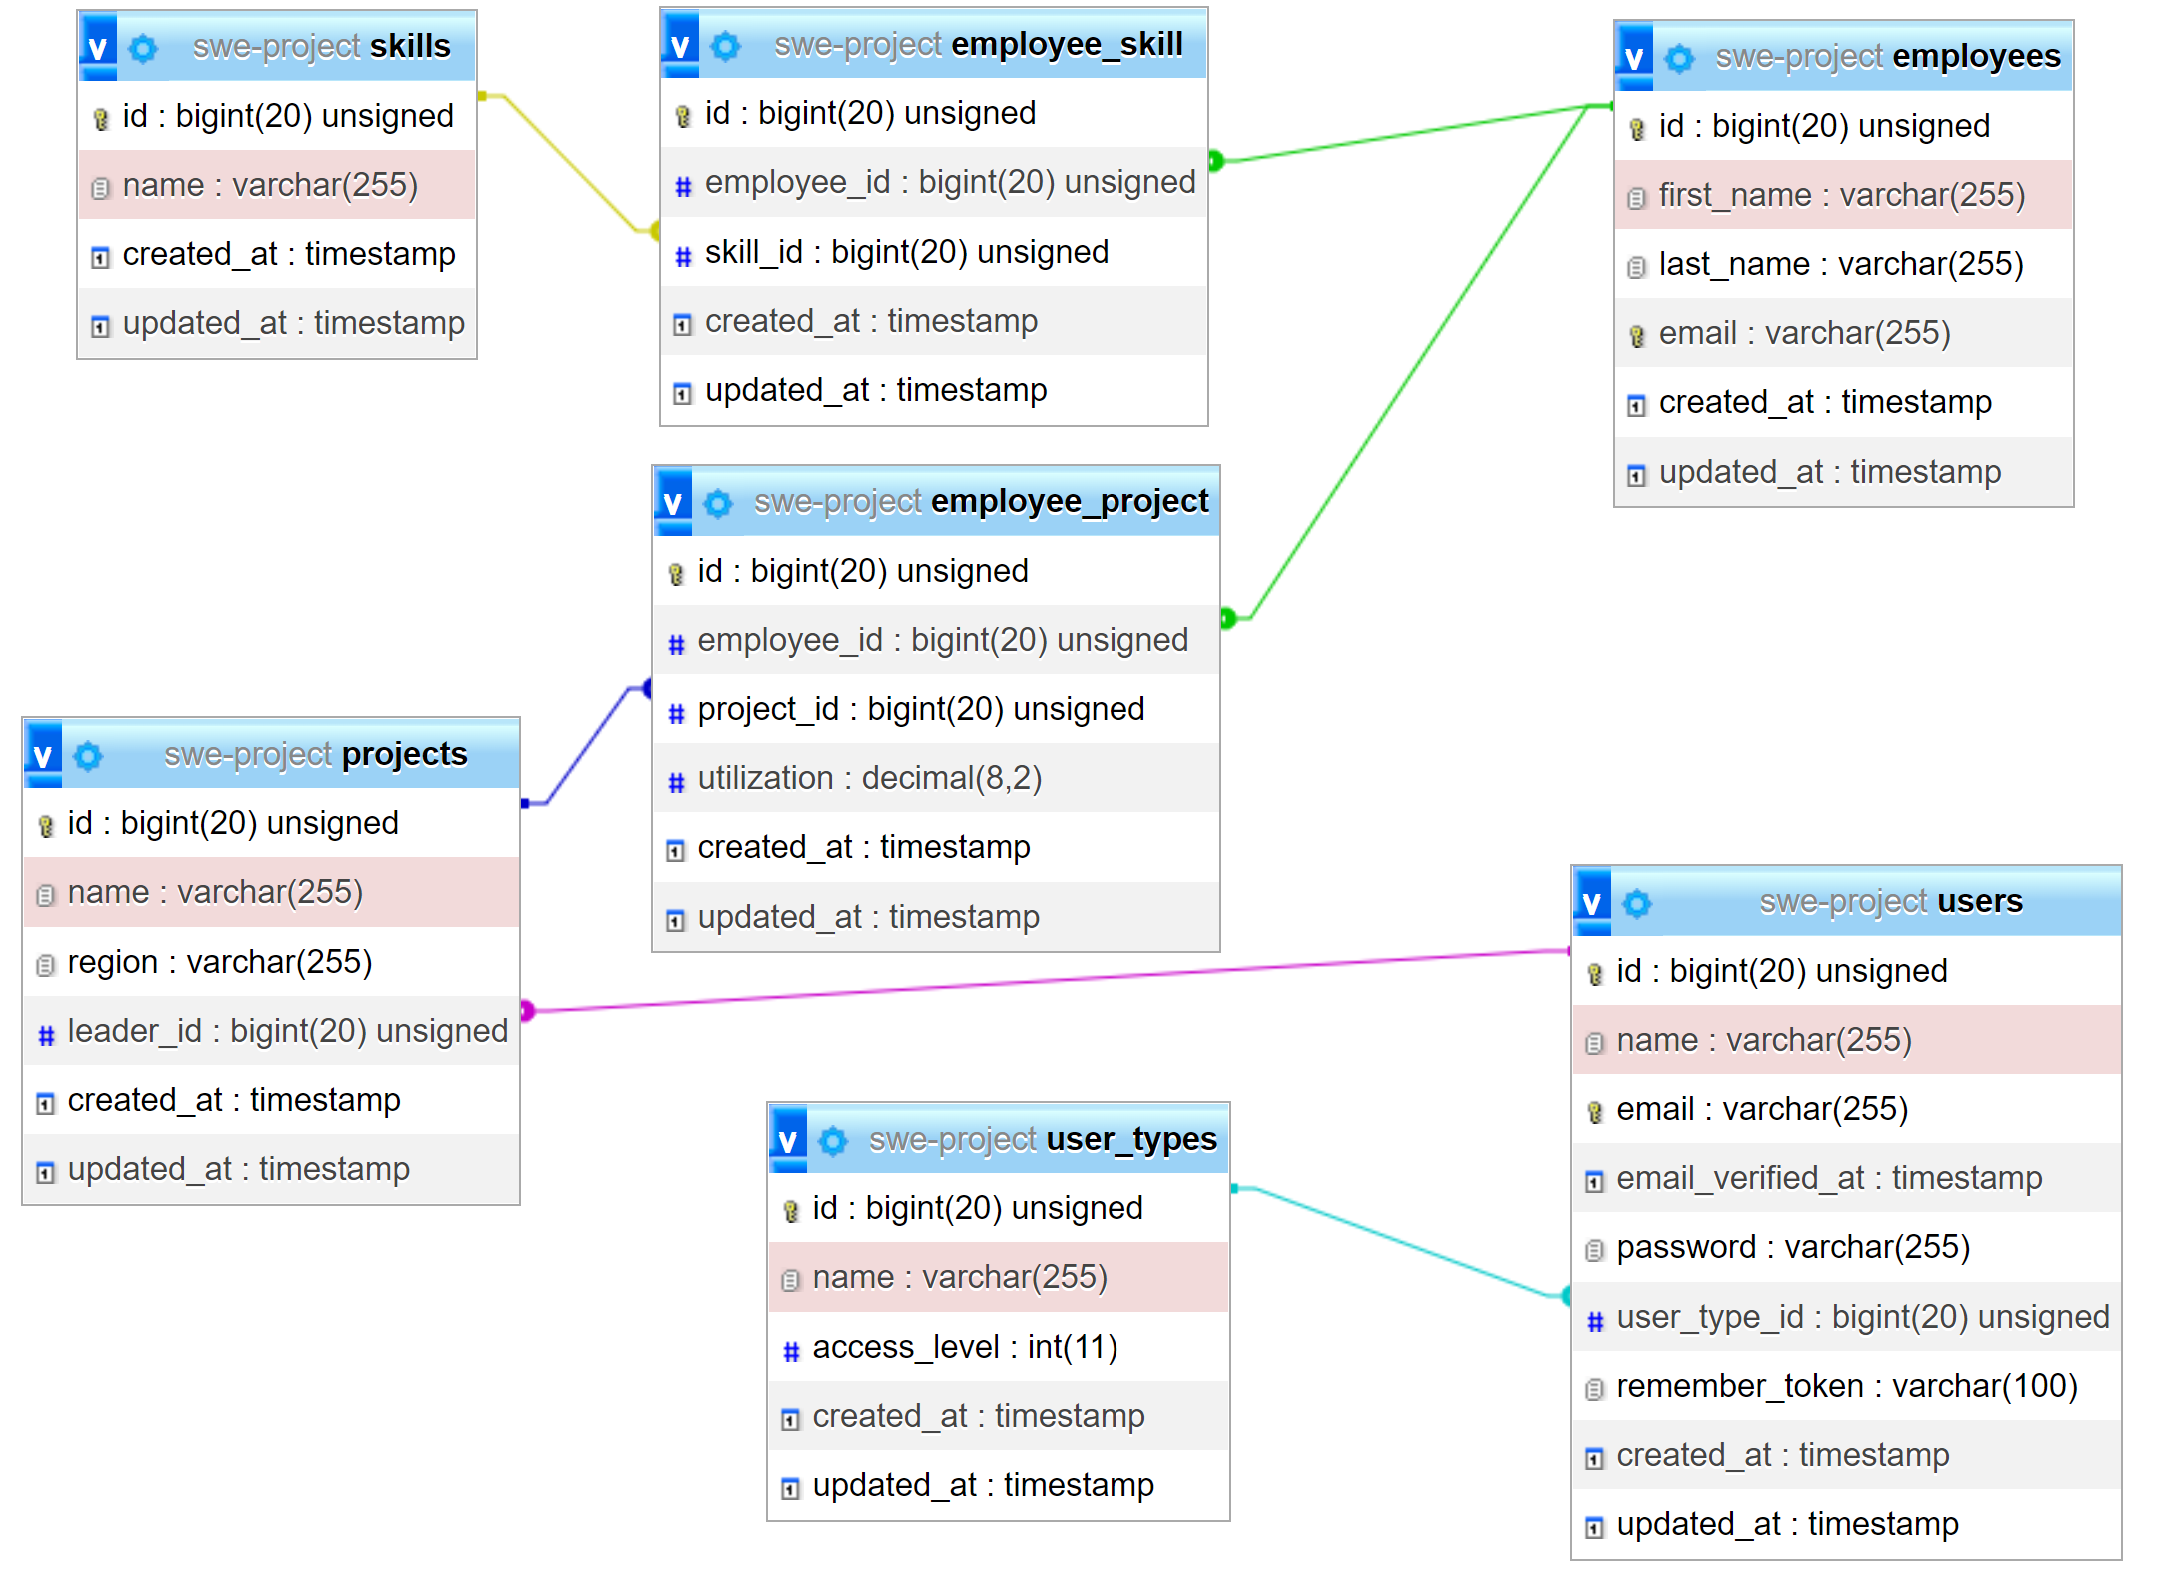 v swe-project skills
id : bigint(20) unsigned
name : varchar(255)
created_at : timestamp
updated_at : timestamp
v swe-project employee_skill
id : bigint(20) unsigned
employee_id : bigint(20) unsigned
skill_id : bigint(20) unsigned
created_at : timestamp
updated_at : timestamp
v swe-project employees
id : bigint(20) unsigned
first_name : varchar(255)
last_name : varchar(255)
email : varchar(255)
created_at : timestamp
updated_at : timestamp
v swe-project employee_project
id : bigint(20) unsigned
employee_id : bigint(20) unsigned
project_id : bigint(20) unsigned
utilization : decimal(8,2)
created_at : timestamp
updated_at : timestamp
v swe-project projects
id : bigint(20) unsigned
name : varchar(255)
region : varchar(255)
leader_id : bigint(20) unsigned
created_at : timestamp
updated_at : timestamp
v swe-project users
id : bigint(20) unsigned
name : varchar(255)
email : varchar(255)
email_verified_at : timestamp
password : varchar(255)
user_type_id : bigint(20) unsigned
remember_token : varchar(100)
created_at : timestamp
updated_at : timestamp
v swe-project user_types
id : bigint(20) unsigned
name : varchar(255)
access_level : int(11)
created_at : timestamp
updated_at : timestamp